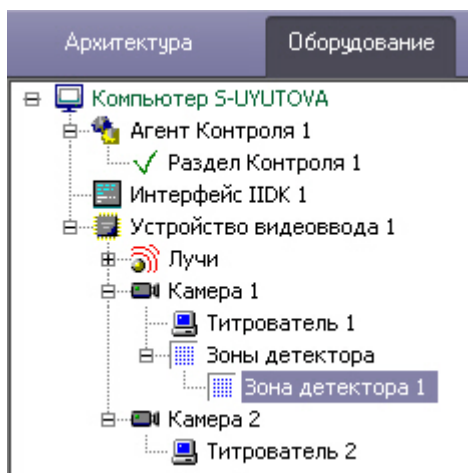 Архитектура Оборудование
Компьютер S-UYUTOVA
Агент Контроля 1
Раздел Контроля 1
Интерфейс IIDK 1
Устройство видеоввода 1
Лучи
Камера 1
Титрователь 1
Зоны детектора
Зона детектора 1
Камера 2
Титрователь 2